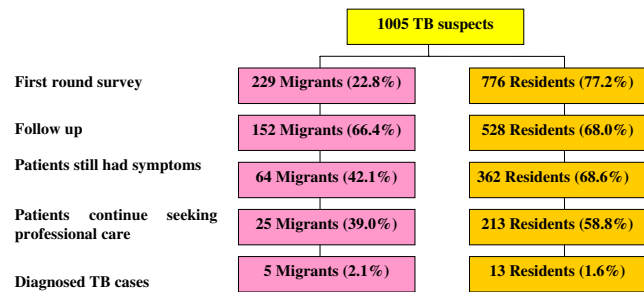 1005 TB suspects
First round survey
229 Migrants (22.8%)
776 Residents (77.2%)
Follow up
152 Migrants (66.4%)
528 Residents (68.0%)
Patients still had symptoms
64 Migrants (42.1%)
362 Residents (68.6%)
Patients continue seeking
professional care
25 Migrants (39.0%)
213 Residents (58.8%)
Diagnosed TB cases
5 Migrants (2.1%)
13 Residents (1.6%)